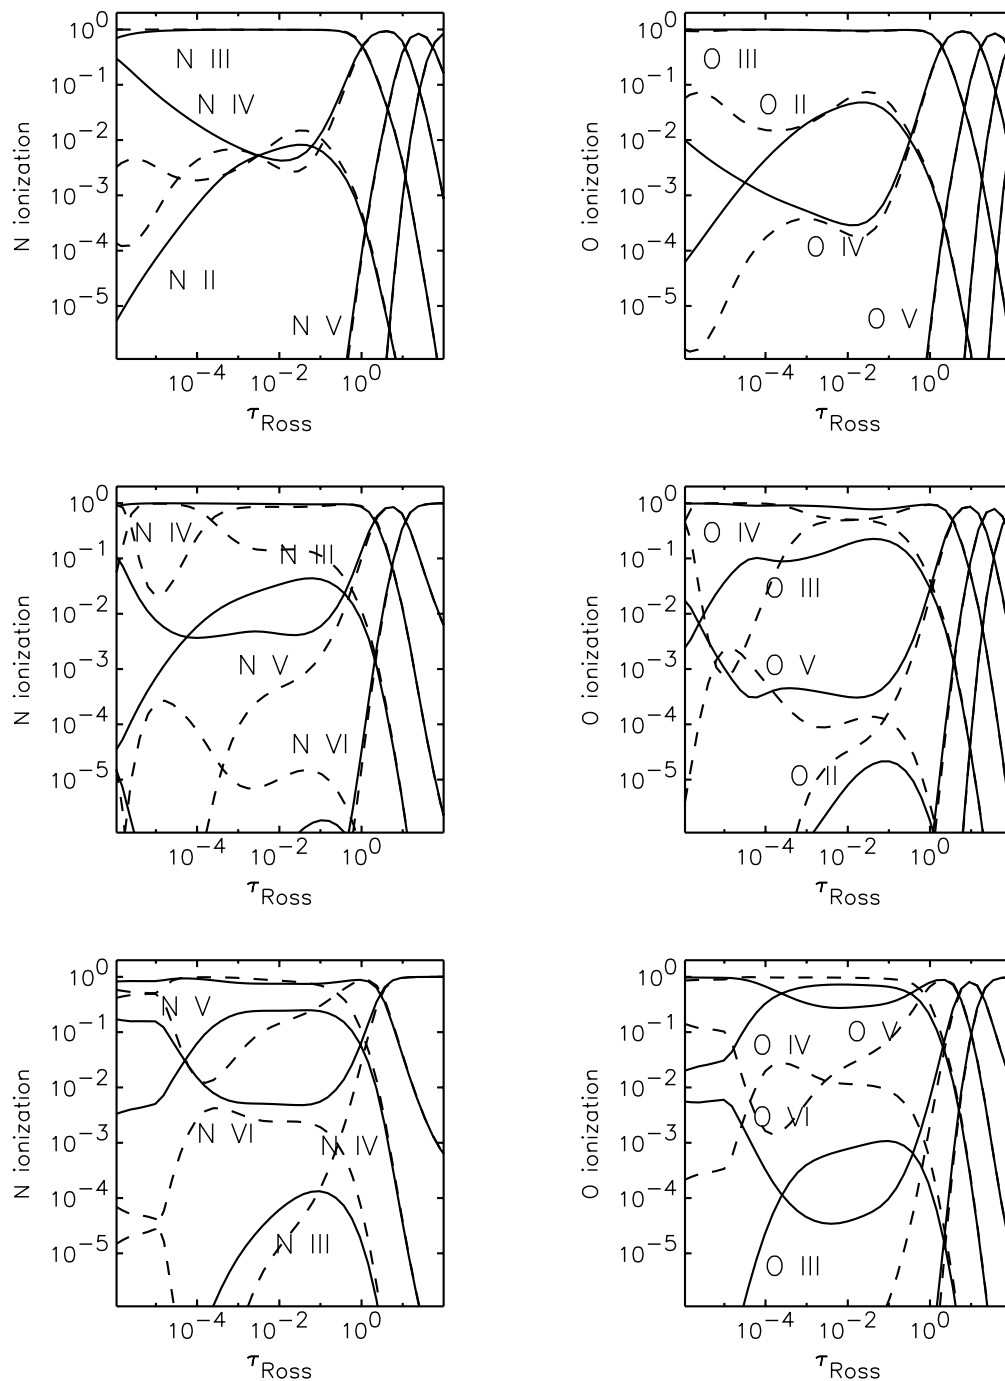 N ionization
10^0
10^-1
10^-2
10^-3
10^-4
10^-5
N III
N IV
N II
N V
10^-4 10^-2 10^0
τ_Ross
O ionization
10^0
10^-1
10^-2
10^-3
10^-4
10^-5
O III
O II
O IV
O V
10^-4 10^-2 10^0
τ_Ross
N ionization
10^0
10^-1
10^-2
10^-3
10^-4
10^-5
N IV
N III
N V
N VI
10^-4 10^-2 10^0
τ_Ross
O ionization
10^0
10^-1
10^-2
10^-3
10^-4
10^-5
O IV
O III
O V
O II
10^-4 10^-2 10^0
τ_Ross
N ionization
10^0
10^-1
10^-2
10^-3
10^-4
10^-5
N V
N VI
N IV
N III
10^-4 10^-2 10^0
τ_Ross
O ionization
10^0
10^-1
10^-2
10^-3
10^-4
10^-5
O V
O IV
O VI
O III
10^-4 10^-2 10^0
τ_Ross